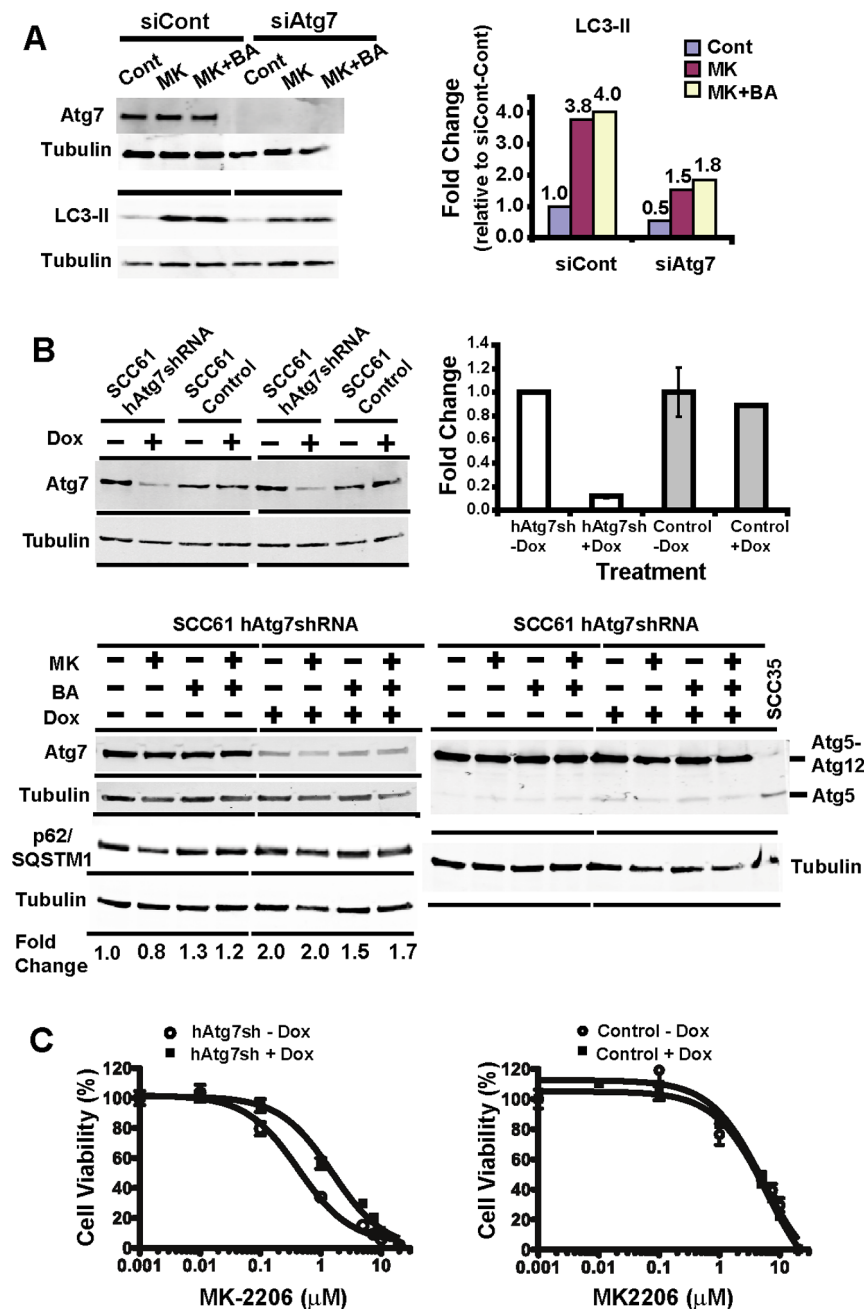 A
siCont siAtg7
Cont MK MK+BA Cont MK MK+BA
Atg7
Tubulin
LC3-II
Tubulin
LC3-II
Cont
MK
MK+BA
Fold Change
(relative to siCont-Cont)
4.0
3.0
2.0
1.0
0.0
1.0 3.8 4.0 0.5 1.5 1.8
siCont siAtg7
B
SCC61 hAtg7shRNA SCC61 Control SCC61 hAtg7shRNA SCC61 Control
Dox − + − + − + − +
Atg7
Tubulin
Fold Change
1.4
1.2
1.0
0.8
0.6
0.4
0.2
0
hAtg7sh hAtg7sh Control Control
-Dox +Dox -Dox +Dox
Treatment
SCC61 hAtg7shRNA
MK − + − + − + − +
BA − − + + − − + +
Dox − − − − + + + +
Atg7
Tubulin
p62/
SQSTM1
Tubulin
Fold
Change
1.0 0.8 1.3 1.2 2.0 2.0 1.5 1.7
SCC61 hAtg7shRNA
− + − + − + − +
− − + + − − + +
− − − − + + + +
SCC35
Atg5-
Atg12
Atg5
Tubulin
C
hAtg7sh - Dox
hAtg7sh + Dox
Cell Viability (%)
120
100
80
60
40
20
0
0.001 0.01 0.1 1 10
MK-2206 (μM)
Control - Dox
Control + Dox
Cell Viability (%)
120
100
80
60
40
20
0
0.001 0.01 0.1 1 10
MK2206 (μM)